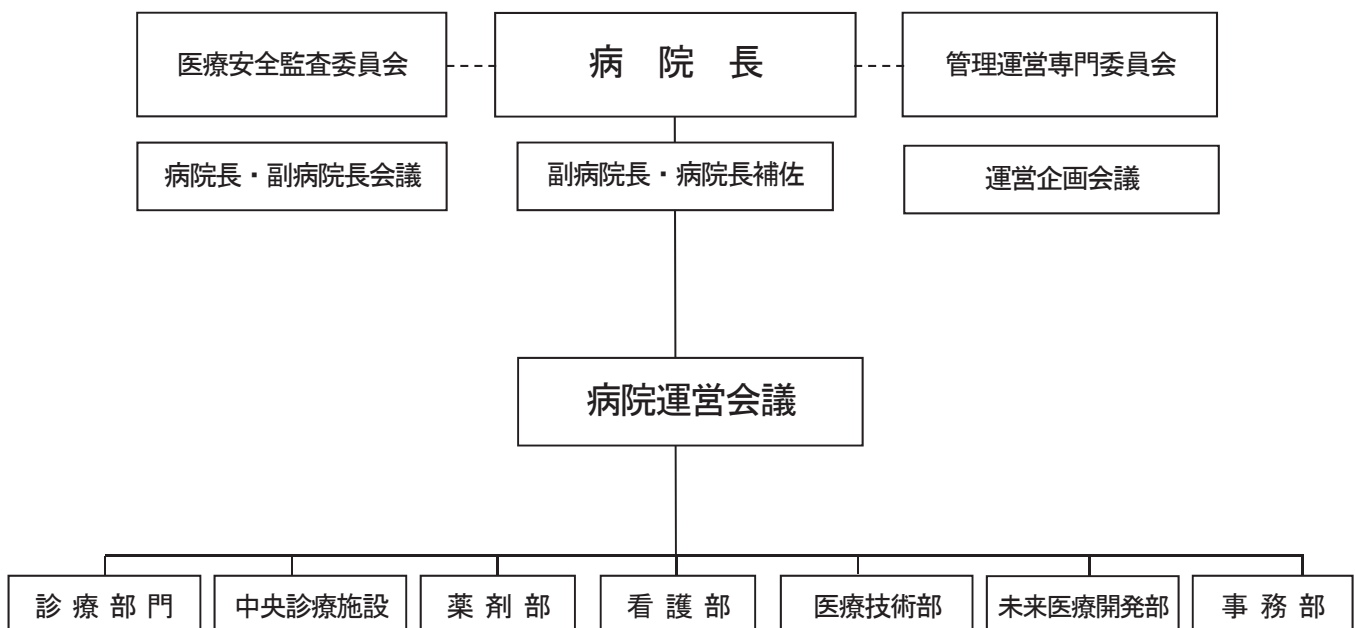 医療安全監査委員会
病院長
管理運営専門委員会
病院長・副病院長会議
副病院長・病院長補佐
運営企画会議
病院運営会議
診療部門
中央診療施設
薬剤部
看護部
医療技術部
未来医療開発部
事務部